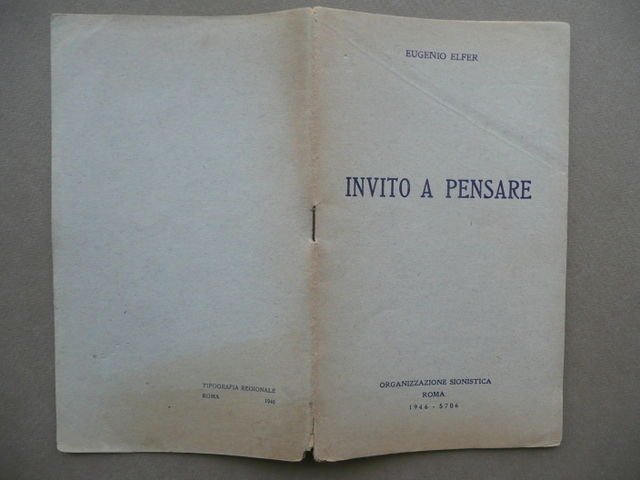 EUGENIO ELFER
INVITO A PENSARE
ORGANIZZAZIONE SIONISTICA
ROMA
1946 - 5706
TIPOGRAFIA REGIONALE
ROMA 1946